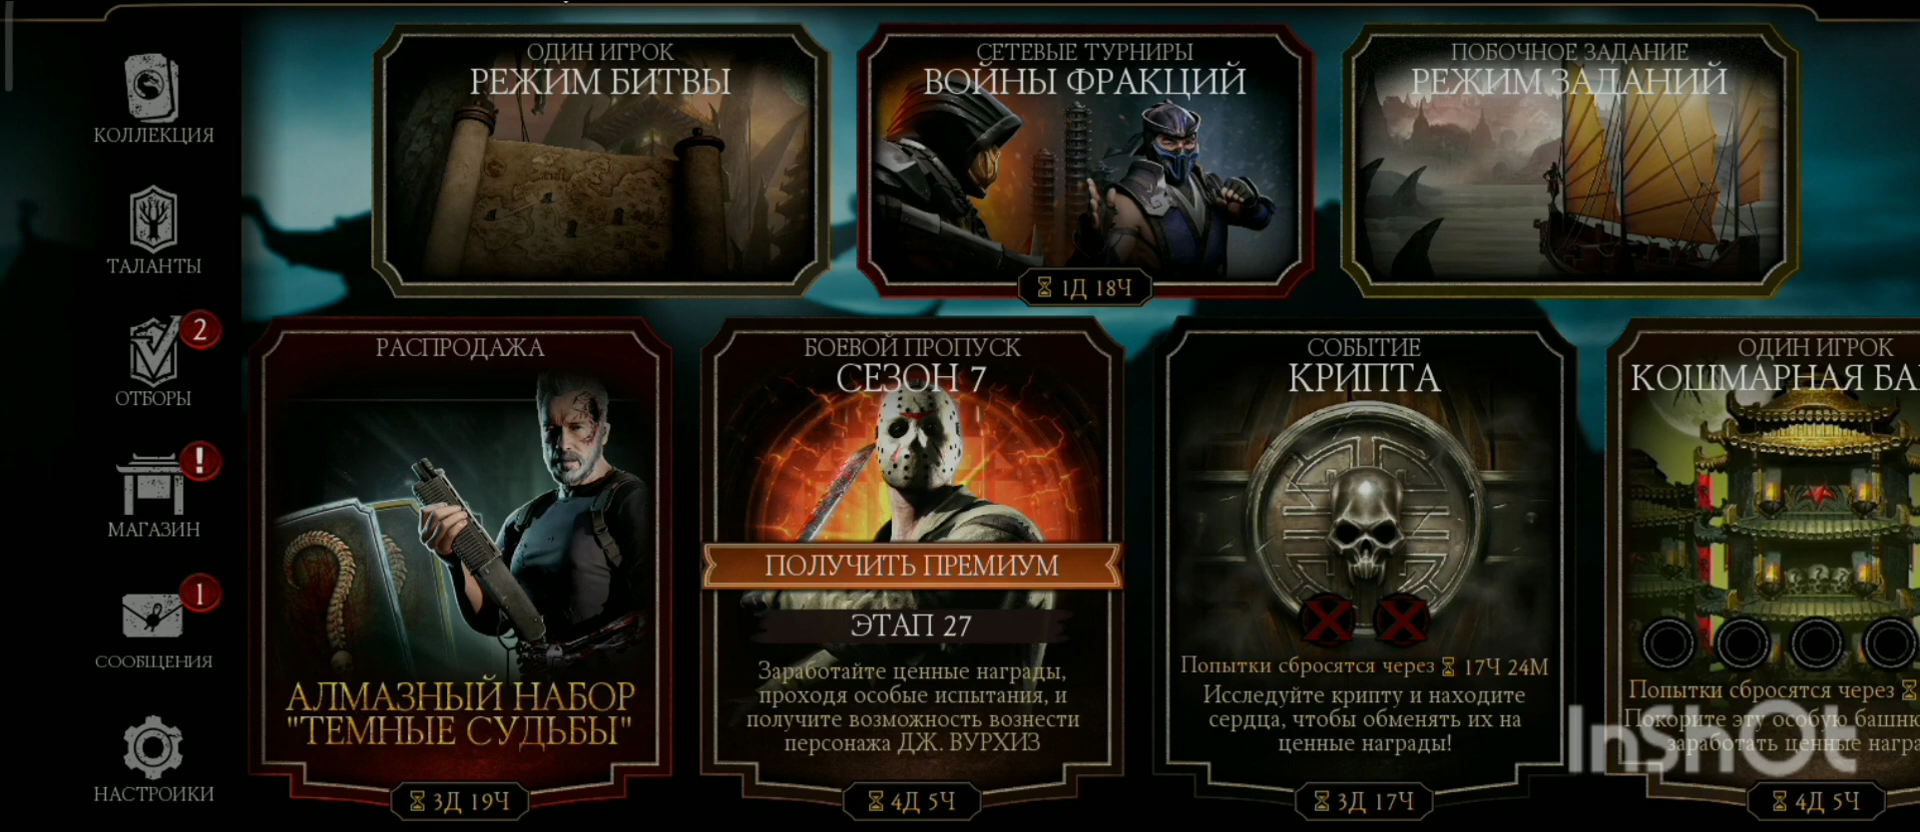 КОЛЛЕКЦИЯ
ТАЛАНТЫ
2
ОТБОРЫ
!
МАГАЗИН
1
СООБЩЕНИЯ
НАСТРОЙКИ
ОДИН ИГРОК
РЕЖИМ БИТВЫ
СЕТЕВЫЕ ТУРНИРЫ
ВОЙНЫ ФРАКЦИЙ
1Д 18Ч
ПОБОЧНОЕ ЗАДАНИЕ
РЕЖИМ ЗАДАНИЙ
РАСПРОДАЖА
АЛМАЗНЫЙ НАБОР
"ТЕМНЫЕ СУДЬБЫ"
3Д 19Ч
БОЕВОЙ ПРОПУСК
СЕЗОН 7
ПОЛУЧИТЬ ПРЕМИУМ
ЭТАП 27
Заработайте ценные награды,
проходя особые испытания, и
получите возможность вознести
персонажа ДЖ. ВУРХИЗ
4Д 5Ч
СОБЫТИЕ
КРИПТА
Попытки сбросятся через 17Ч 24М
Исследуйте крипту и находите
сердца, чтобы обменять их на
ценные награды!
3Д 17Ч
ОДИН ИГРОК
КОШМАРНАЯ БА
Попытки сбросятся через
Покорите эту особую башню
заработать ценные награ
4Д 5Ч
InShOt